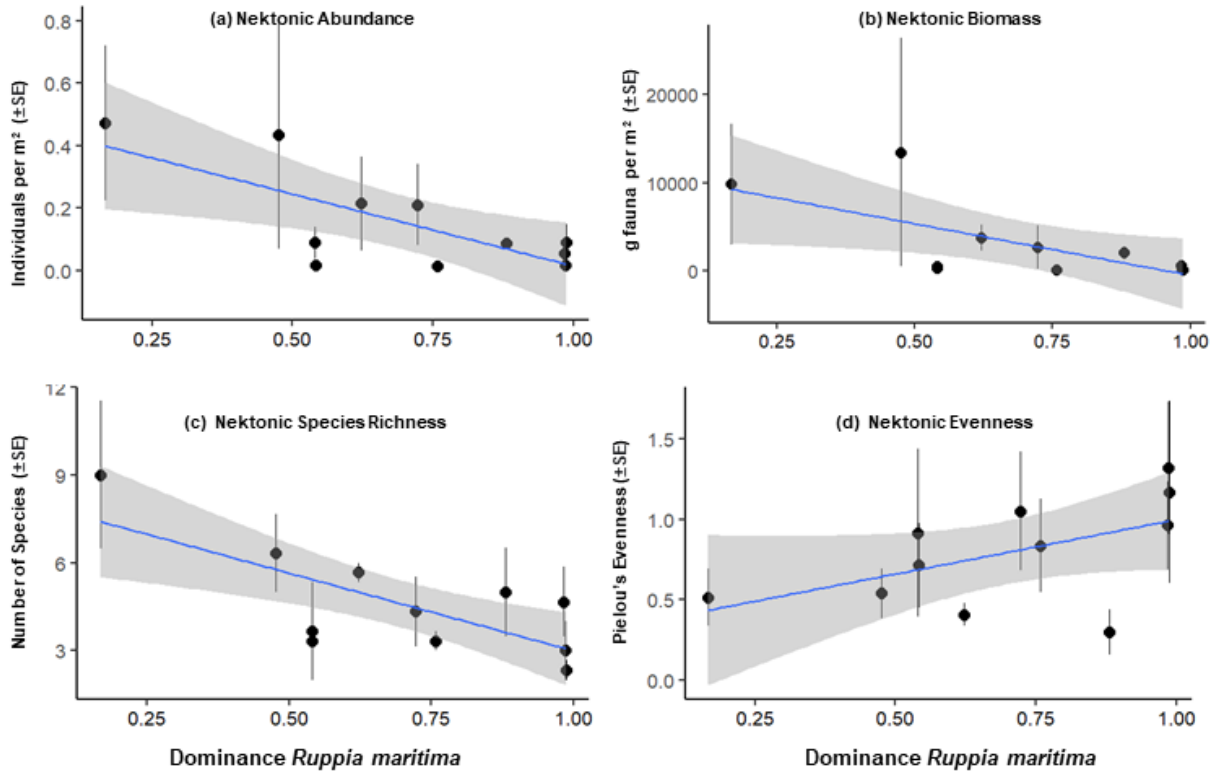 (a) Nektonic Abundance
Individuals per m² (±SE)
0.8
0.6
0.4
0.2
0.0
0.25 0.50 0.75 1.00
(b) Nektonic Biomass
g fauna per m² (±SE)
20000
10000
0
0.25 0.50 0.75 1.00
(c) Nektonic Species Richness
Number of Species (±SE)
12
9
6
3
0.25 0.50 0.75 1.00
Dominance Ruppia maritima
(d) Nektonic Evenness
Pielou's Evenness (±SE)
1.5
1.0
0.5
0.0
0.25 0.50 0.75 1.00
Dominance Ruppia maritima